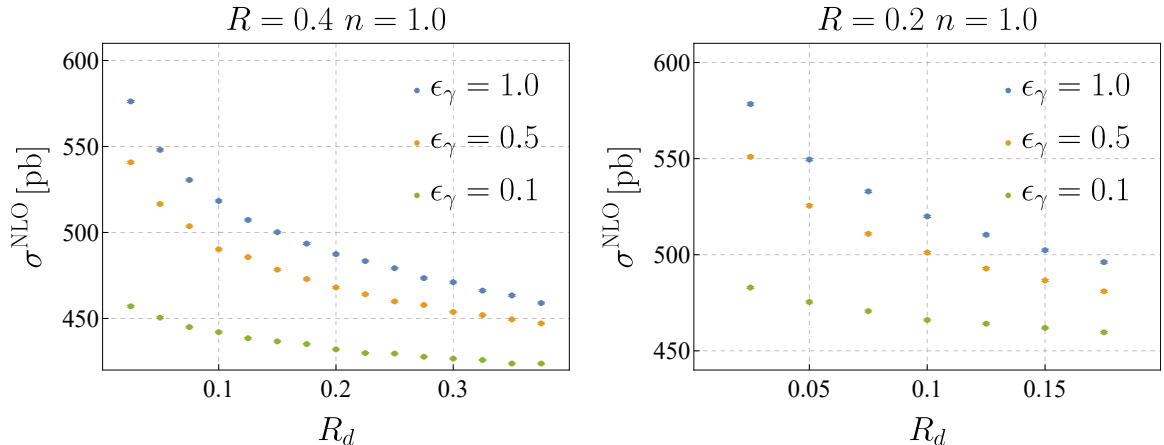 R = 0.4 n = 1.0
σ^NLO [pb]
600
550
500
450
ϵ_γ = 1.0
ϵ_γ = 0.5
ϵ_γ = 0.1
0.1 0.2 0.3
R_d
R = 0.2 n = 1.0
σ^NLO [pb]
600
550
500
450
ϵ_γ = 1.0
ϵ_γ = 0.5
ϵ_γ = 0.1
0.05 0.1 0.15
R_d